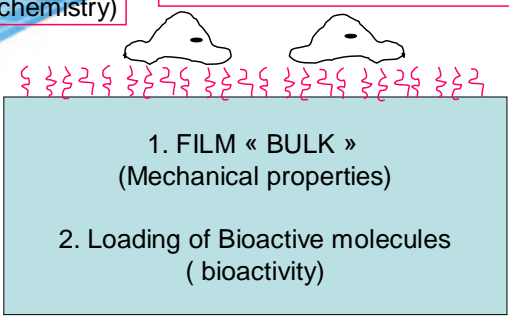 chemistry)
1. FILM « BULK »
(Mechanical properties)
2. Loading of Bioactive molecules
( bioactivity)